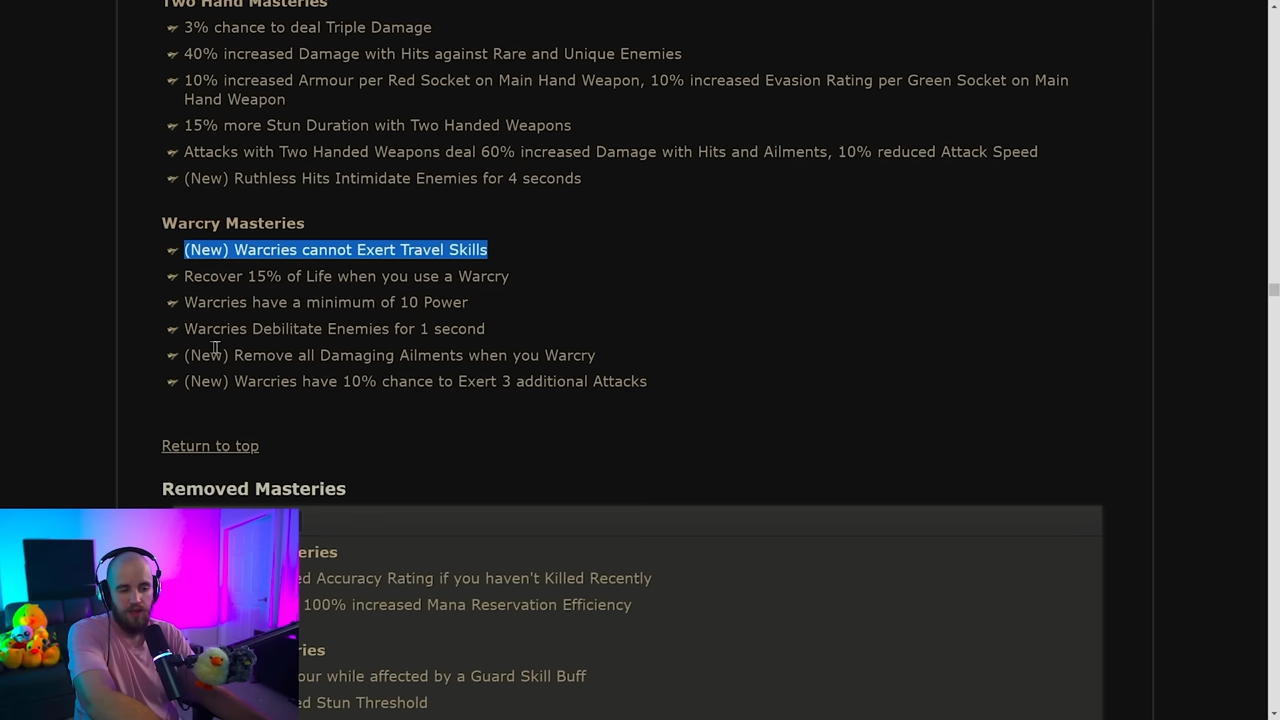 Two Hand Masteries
3% chance to deal Triple Damage
40% increased Damage with Hits against Rare and Unique Enemies
10% increased Armour per Red Socket on Main Hand Weapon, 10% increased Evasion Rating per Green Socket on Main
Hand Weapon
15% more Stun Duration with Two Handed Weapons
Attacks with Two Handed Weapons deal 60% increased Damage with Hits and Ailments, 10% reduced Attack Speed
(New) Ruthless Hits Intimidate Enemies for 4 seconds
Warcry Masteries
(New) Warcries cannot Exert Travel Skills
Recover 15% of Life when you use a Warcry
Warcries have a minimum of 10 Power
Warcries Debilitate Enemies for 1 second
(New) Remove all Damaging Ailments when you Warcry
(New) Warcries have 10% chance to Exert 3 additional Attacks
Return to top
Removed Masteries
Accuracy Rating if you haven't Killed Recently
100% increased Mana Reservation Efficiency
while affected by a Guard Skill Buff
Stun Threshold